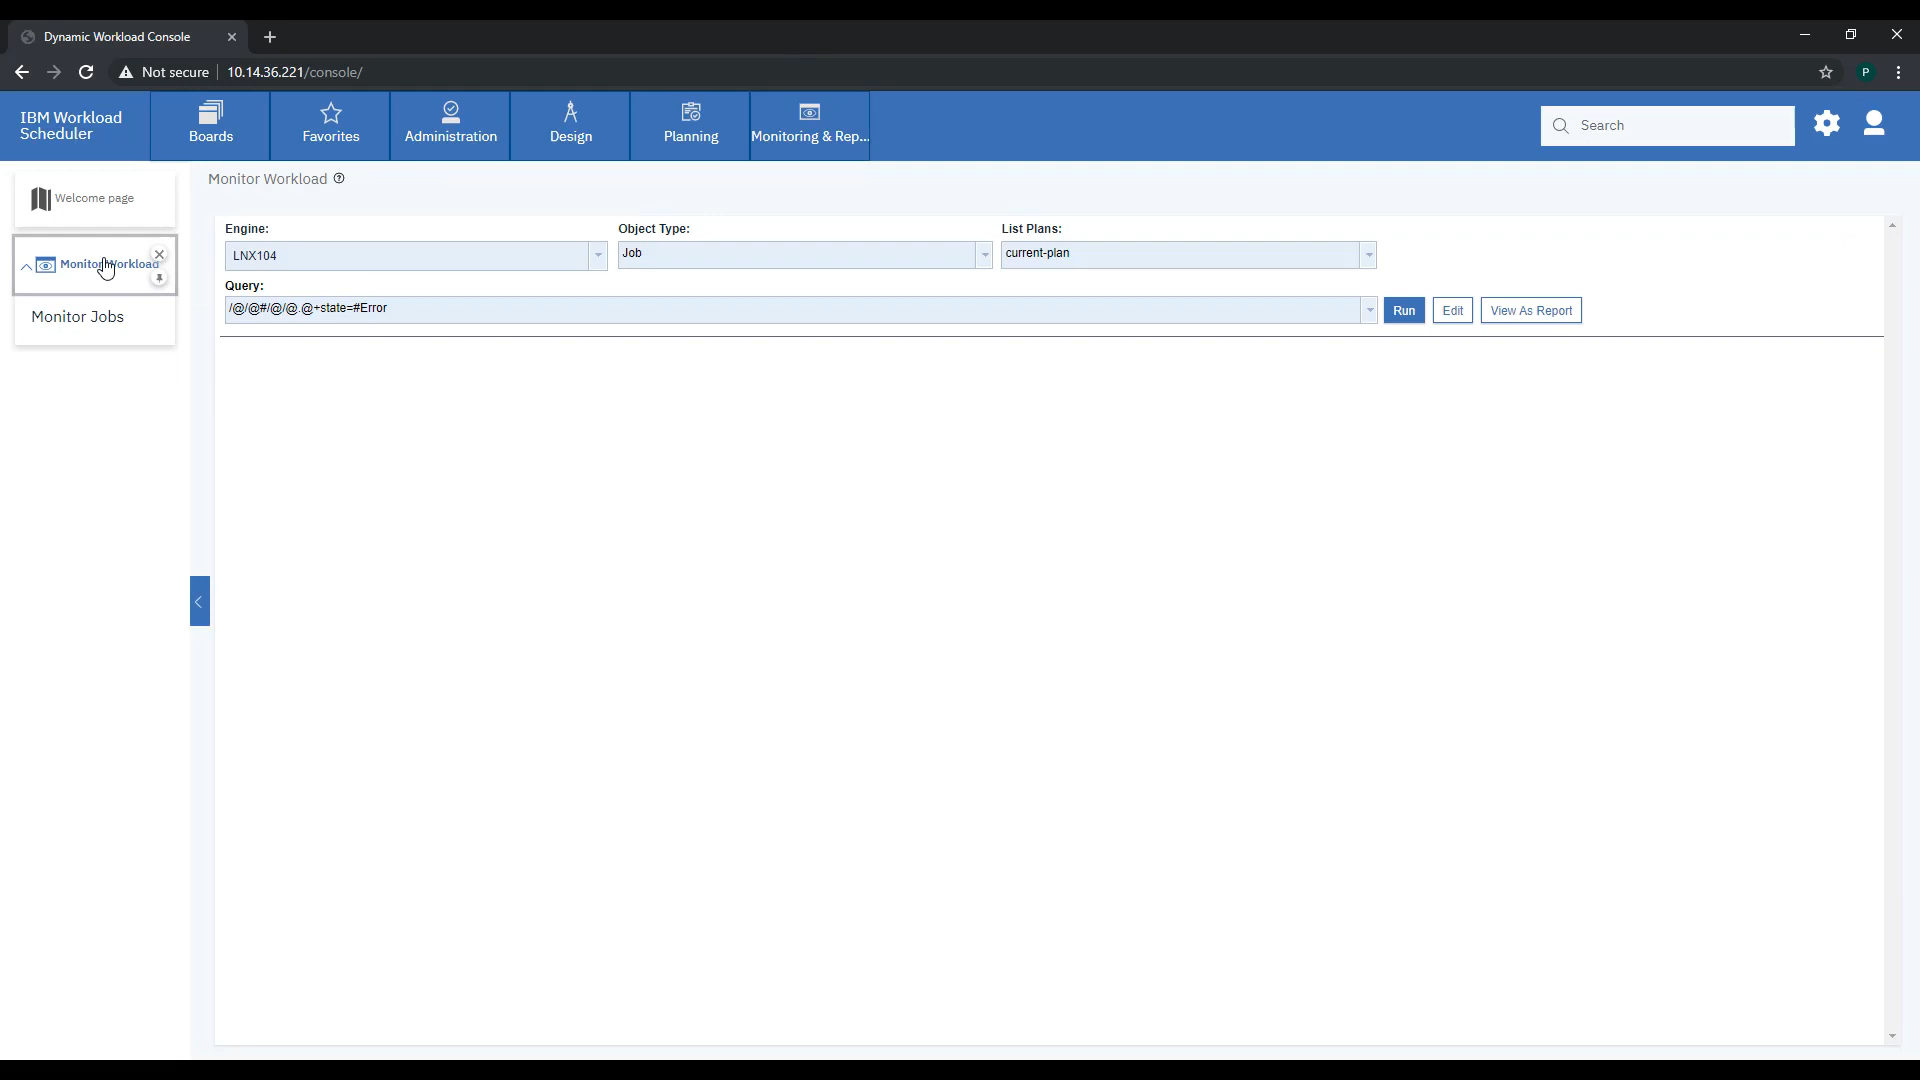 Dynamic Workload Console
Not secure
10.14.36.221/console/
P
IBM Workload
Scheduler
Boards
Favorites
Administration
Design
Planning
Monitoring & Rep...
Search
Welcome page
Monitor Workload
Monitor Jobs
Monitor Workload
Engine:
Object Type:
List Plans:
LNX104
Job
current-plan
Query:
/@/@#/@/@.@+state=#Error
Run
Edit
View As Report